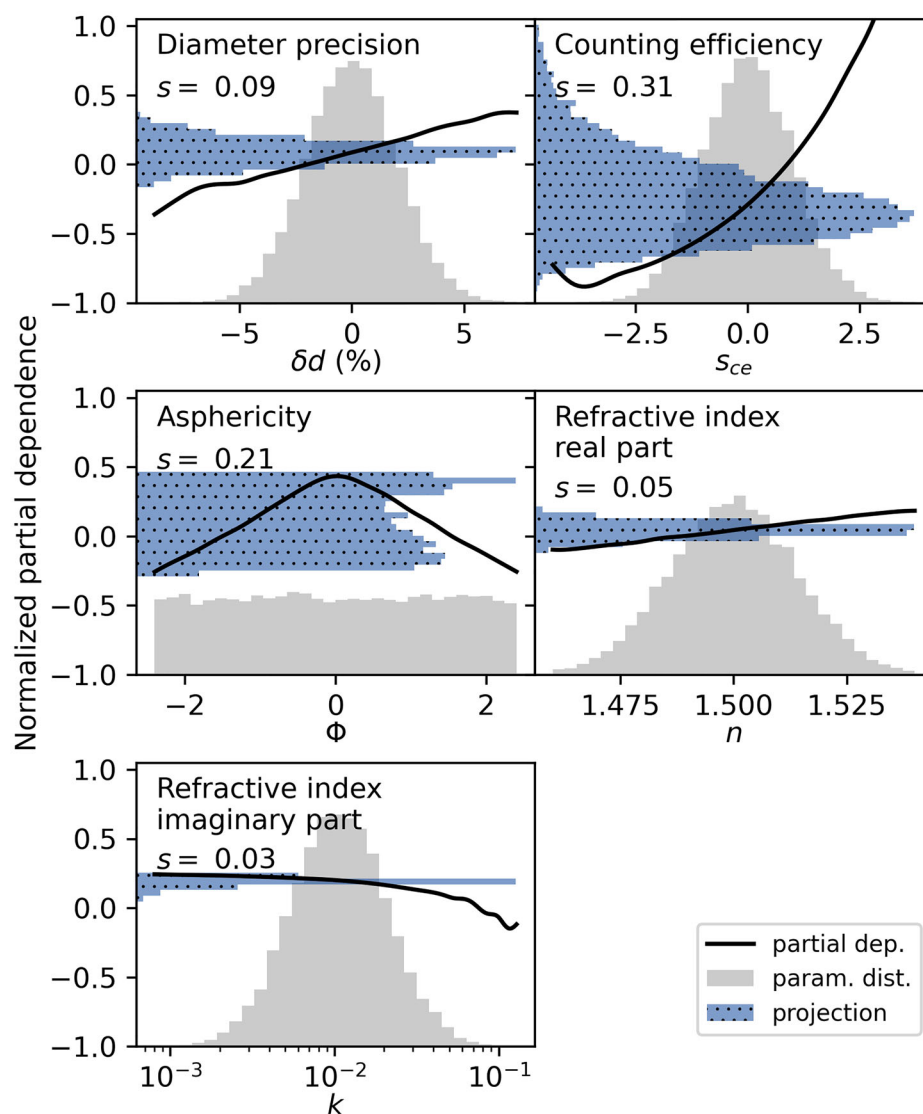 Normalized partial dependence
1.0
0.5
0.0
−0.5
−1.0
Diameter precision
s = 0.09
−5
0
5
δd (%)
Counting efficiency
s = 0.31
−2.5
0.0
2.5
s_ce
1.0
0.5
0.0
−0.5
−1.0
Asphericity
s = 0.21
−2
0
2
Φ
Refractive index
real part
s = 0.05
1.475
1.500
1.525
n
1.0
0.5
0.0
−0.5
−1.0
Refractive index
imaginary part
s = 0.03
10⁻³
10⁻²
10⁻¹
k
partial dep.
param. dist.
projection